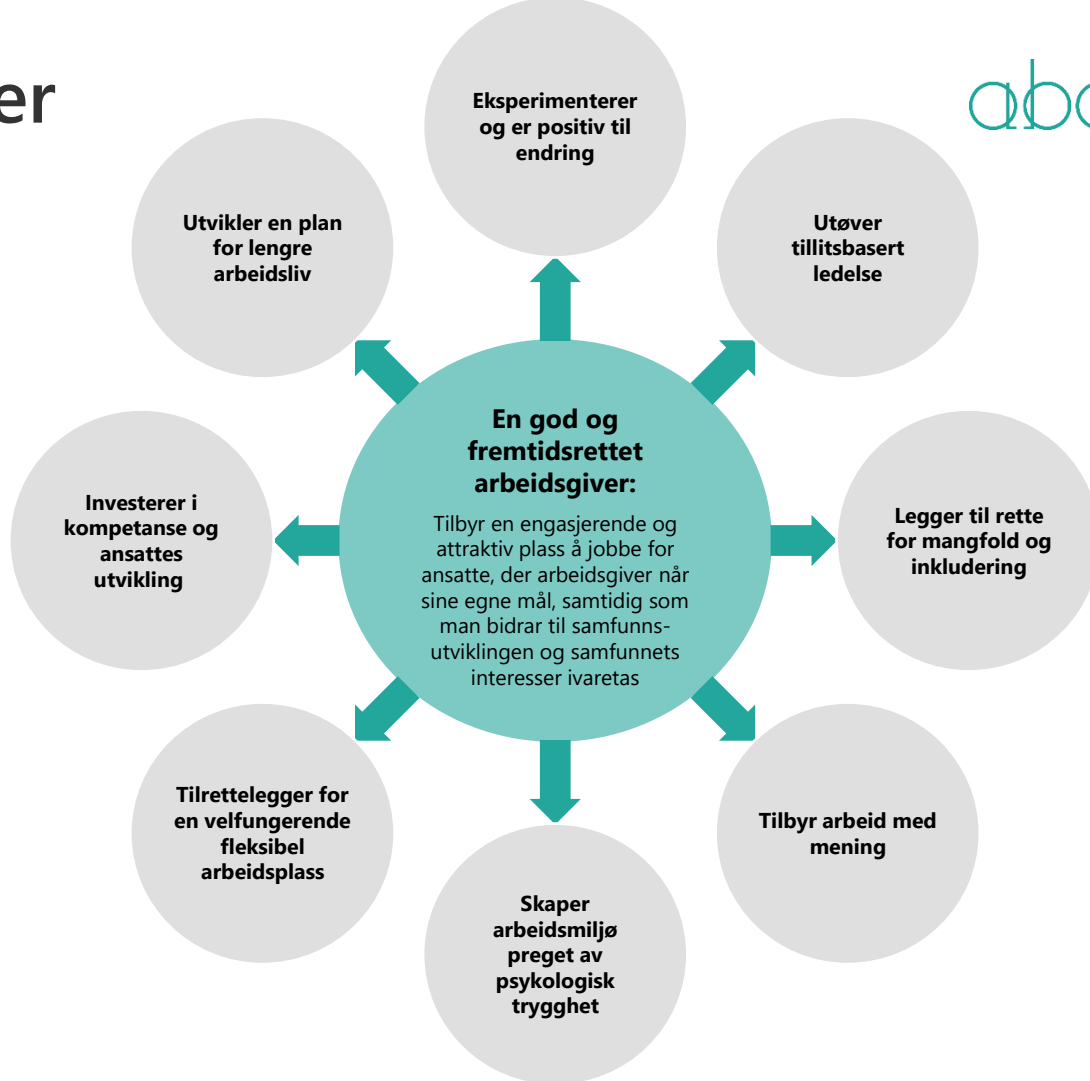 er
abc
Eksperimenterer
og er positiv til
endring
Utøver
tillitsbasert
ledelse
Legger til rette
for mangfold og
inkludering
Tilbyr arbeid med
mening
Skaper
arbeidsmiljø
preget av
psykologisk
trygghet
Tilrettelegger for
en velfungerende
fleksibel
arbeidsplass
Investerer i
kompetanse og
ansattes
utvikling
Utvikler en plan
for lengre
arbeidsliv
En god og
fremtidsrettet
arbeidsgiver:
Tilbyr en engasjerende og
attraktiv plass å jobbe for
ansatte, der arbeidsgiver når
sine egne mål, samtidig som
man bidrar til samfunns-
utviklingen og samfunnets
interesser ivaretas